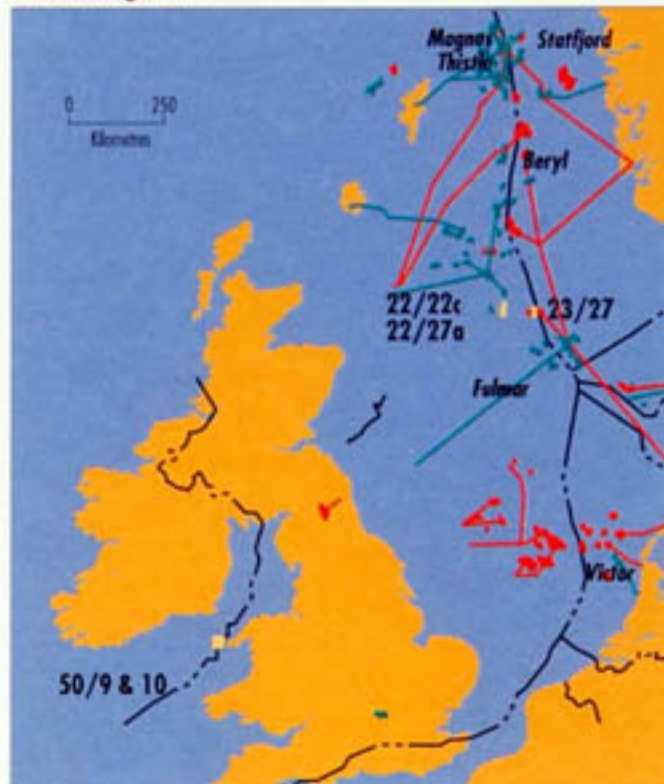 Magnus
Thistle
Statfjord
0 250
Kilometres
Beryl
22/22c
22/27a
23/27
Fulmar
Victor
50/9 & 10